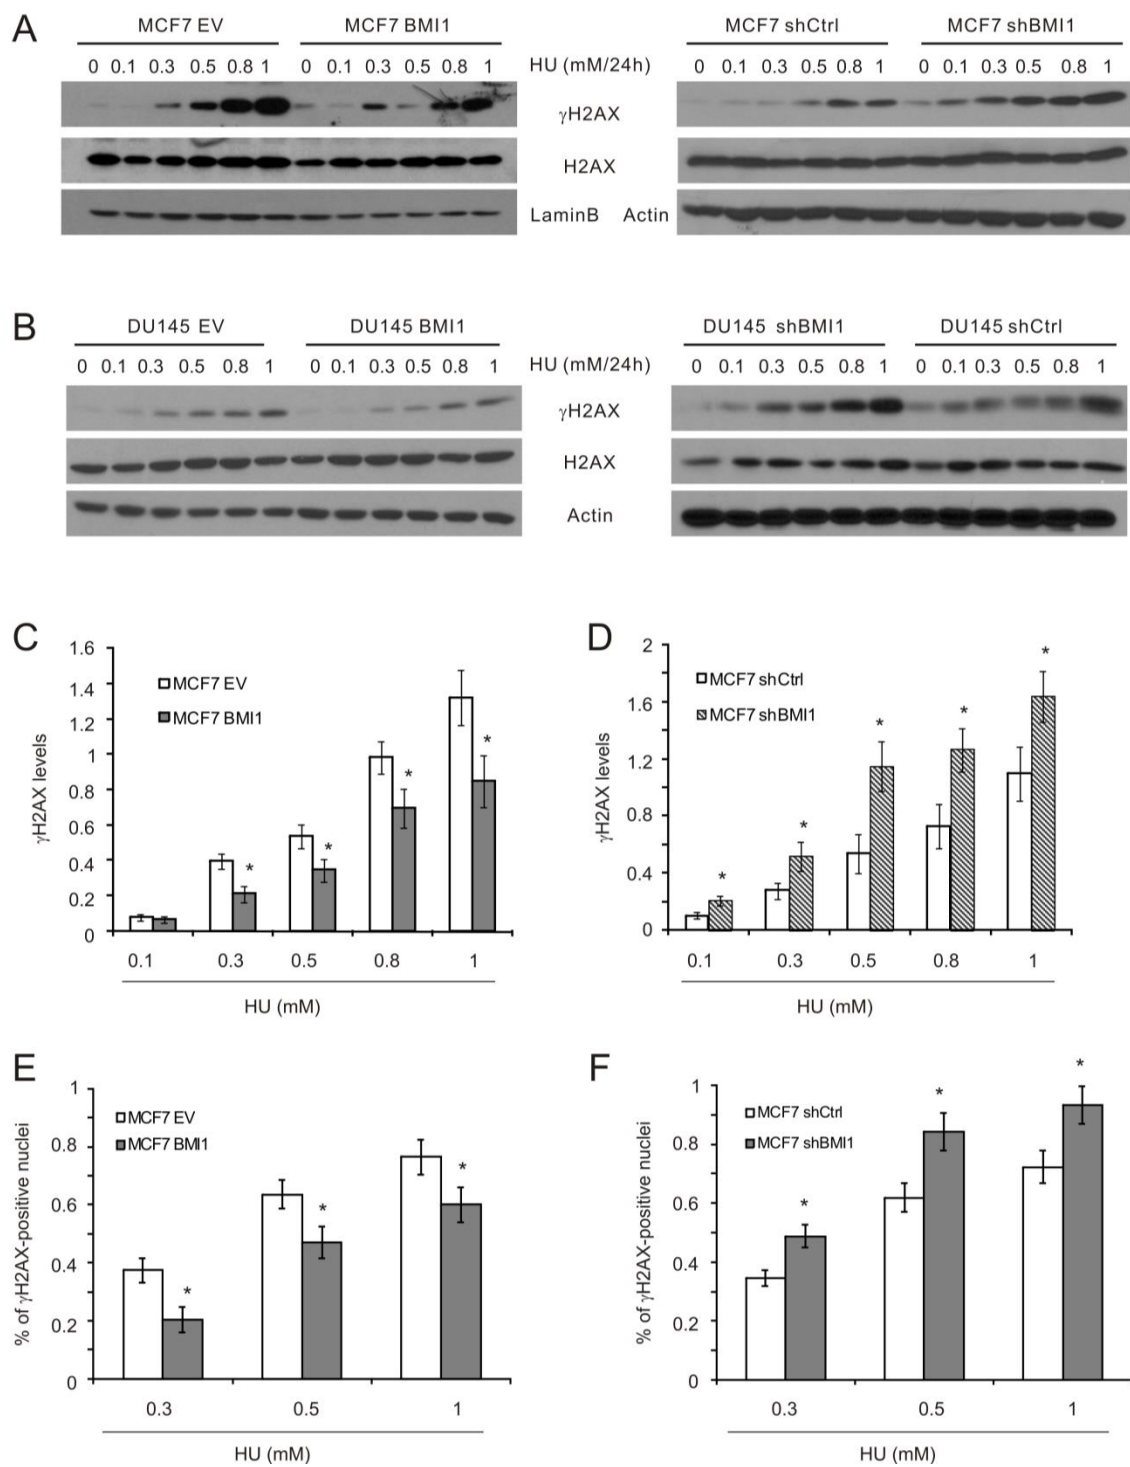 A
MCF7 EV MCF7 BMI1 MCF7 shCtrl MCF7 shBMI1
0 0.1 0.3 0.5 0.8 1 0 0.1 0.3 0.5 0.8 1 HU (mM/24h) 0 0.1 0.3 0.5 0.8 1 0 0.1 0.3 0.5 0.8 1
γH2AX
H2AX
LaminB Actin
B
DU145 EV DU145 BMI1 DU145 shBMI1 DU145 shCtrl
0 0.1 0.3 0.5 0.8 1 0 0.1 0.3 0.5 0.8 1 HU (mM/24h) 0 0.1 0.3 0.5 0.8 1 0 0.1 0.3 0.5 0.8 1
γH2AX
H2AX
Actin
C
γH2AX levels
1.6
1.4
1.2
1
0.8
0.6
0.4
0.2
0
MCF7 EV
MCF7 BMI1
* * * *
0.1 0.3 0.5 0.8 1
HU (mM)
D
γH2AX levels
2
1.6
1.2
0.8
0.4
0
MCF7 shCtrl
MCF7 shBMI1
* * * * *
0.1 0.3 0.5 0.8 1
HU (mM)
E
% of γH2AX-positive nuclei
1
0.8
0.6
0.4
0.2
0
MCF7 EV
MCF7 BMI1
* * *
0.3 0.5 1
HU (mM)
F
% of γH2AX-positive nuclei
1
0.8
0.6
0.4
0.2
0
MCF7 shCtrl
MCF7 shBMI1
* * *
0.3 0.5 1
HU (mM)